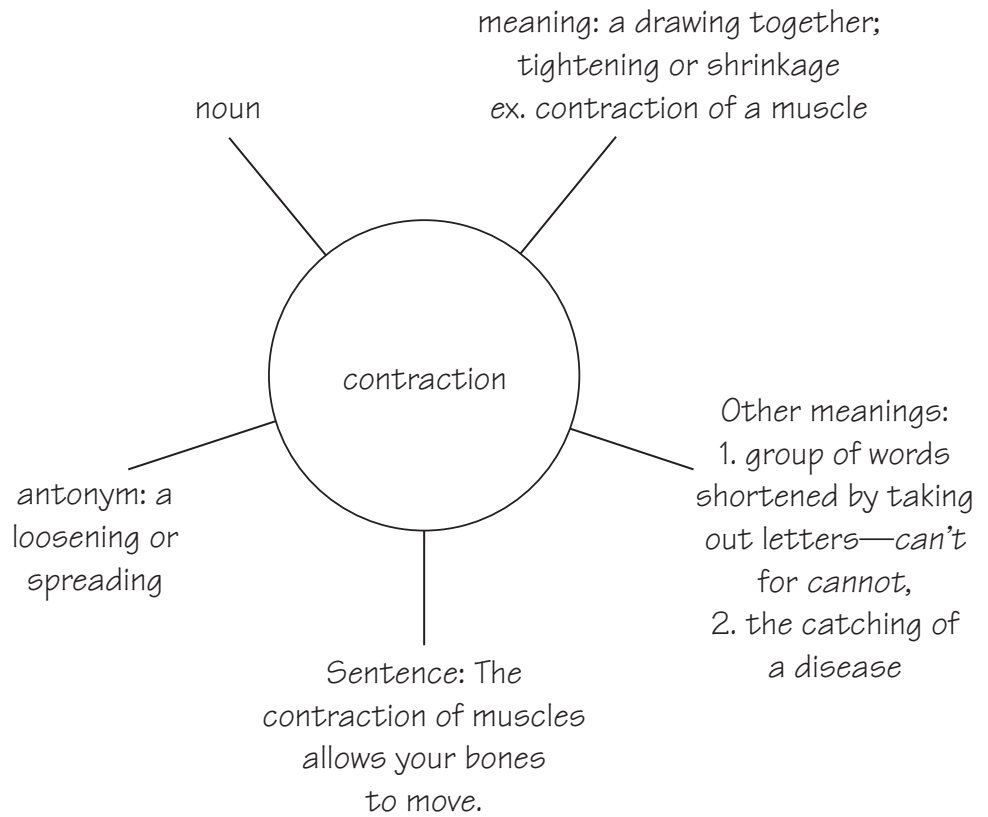 meaning: a drawing together;
tightening or shrinkage
ex. contraction of a muscle
noun
contraction
Other meanings:
1. group of words
shortened by taking
out letters—can't
for cannot,
2. the catching of
a disease
antonym: a
loosening or
spreading
Sentence: The
contraction of muscles
allows your bones
to move.